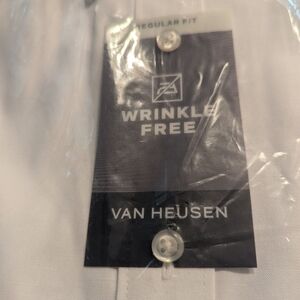 REGULAR FIT
WRINKLE
FREE
VAN HEUSEN